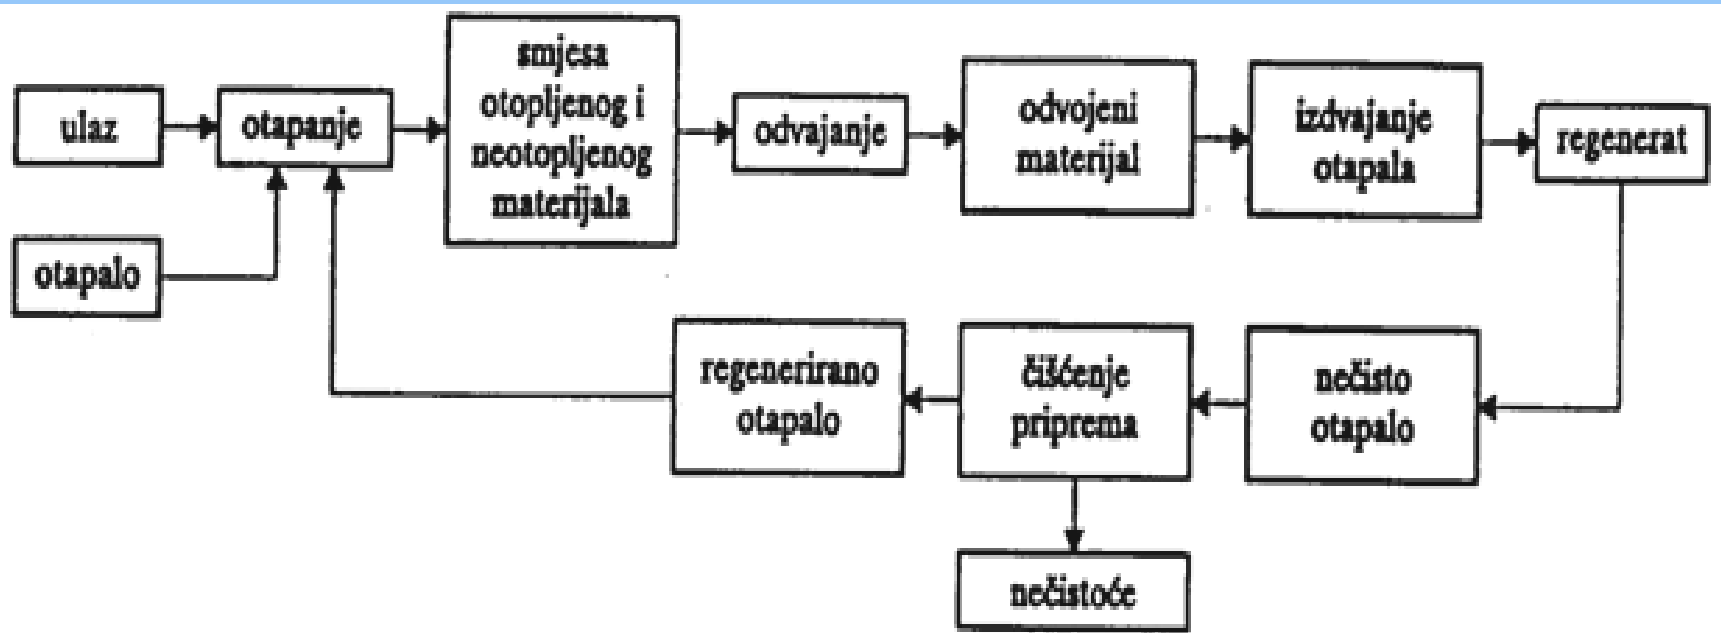 ulaz
otapanje
smjesa
otopljenog i
neotopljenog
materijala
odvajanje
odvojeni
materijal
izdvajanje
otapala
regenerat
otapalo
regenerirano
otapalo
čišćenje
priprema
nečisto
otapalo
nečistoće